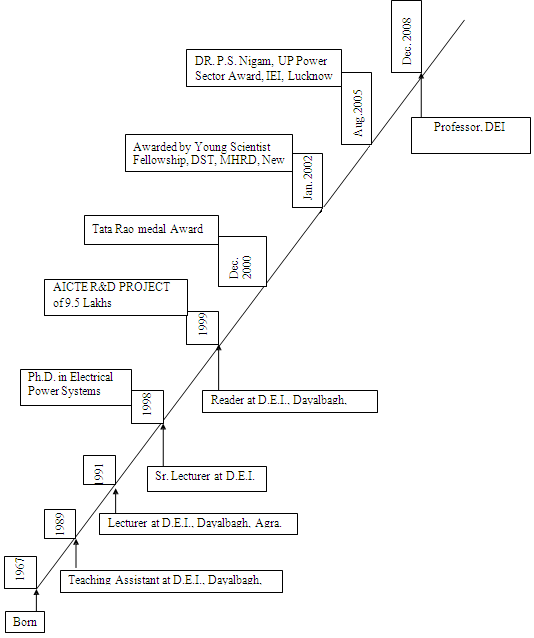 Dec. 2008
DR. P.S. Nigam, UP Power
Sector Award, IEI, Lucknow
Aug.2005
Professor, DEI
Awarded by Young Scientist
Fellowship, DST, MHRD, New
Jan. 2002
Tata Rao medal Award
Dec.
2000
AICTE R&D PROJECT
of 9.5 Lakhs
1999
Ph.D. in Electrical
Power Systems
1998
Reader at D.E.I., Dayalbagh,
Sr. Lecturer at D.E.I.
1991
Lecturer at D.E.I., Dayalbagh, Agra.
1989
Teaching Assistant at D.E.I., Dayalbagh,
1967
Born